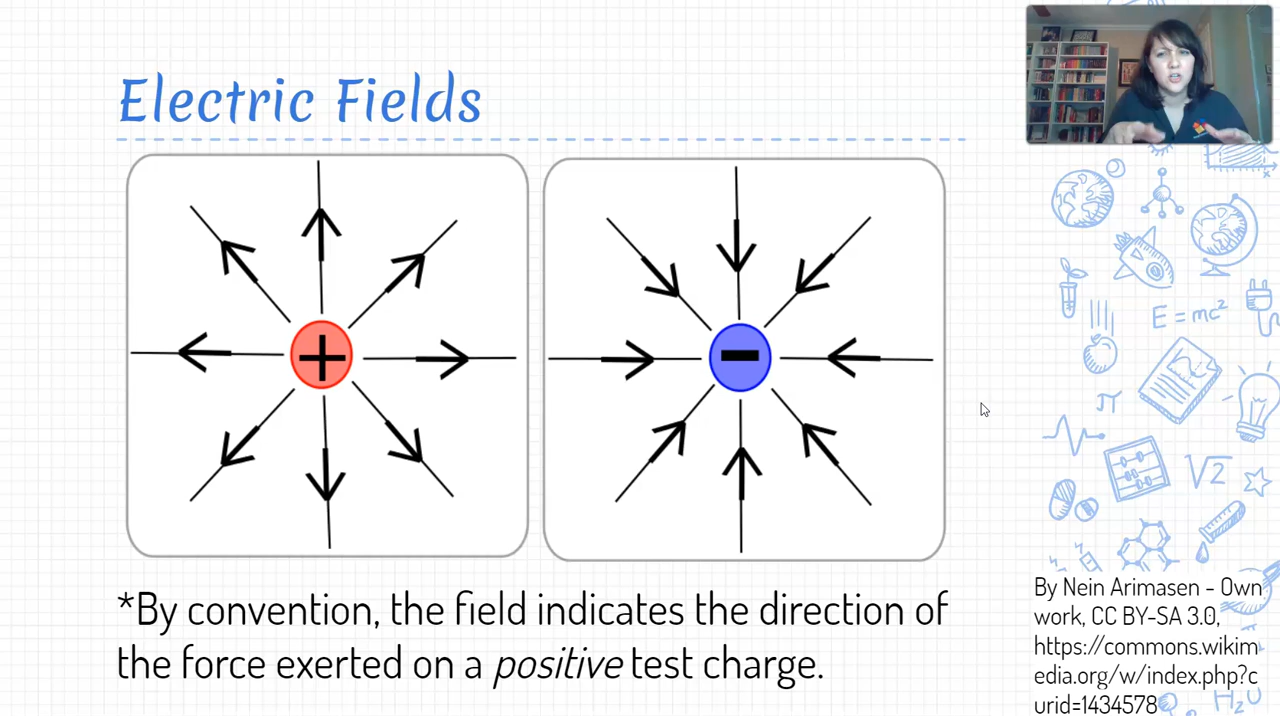 Electric Fields
+
-
*By convention, the field indicates the direction of
the force exerted on a positive test charge.
E = mc²
π
√2
H₂O
By Nein Arimasen - Own
work, CC BY-SA 3.0,
https://commons.wikim
edia.org/w/index.php?c
urid=1434578